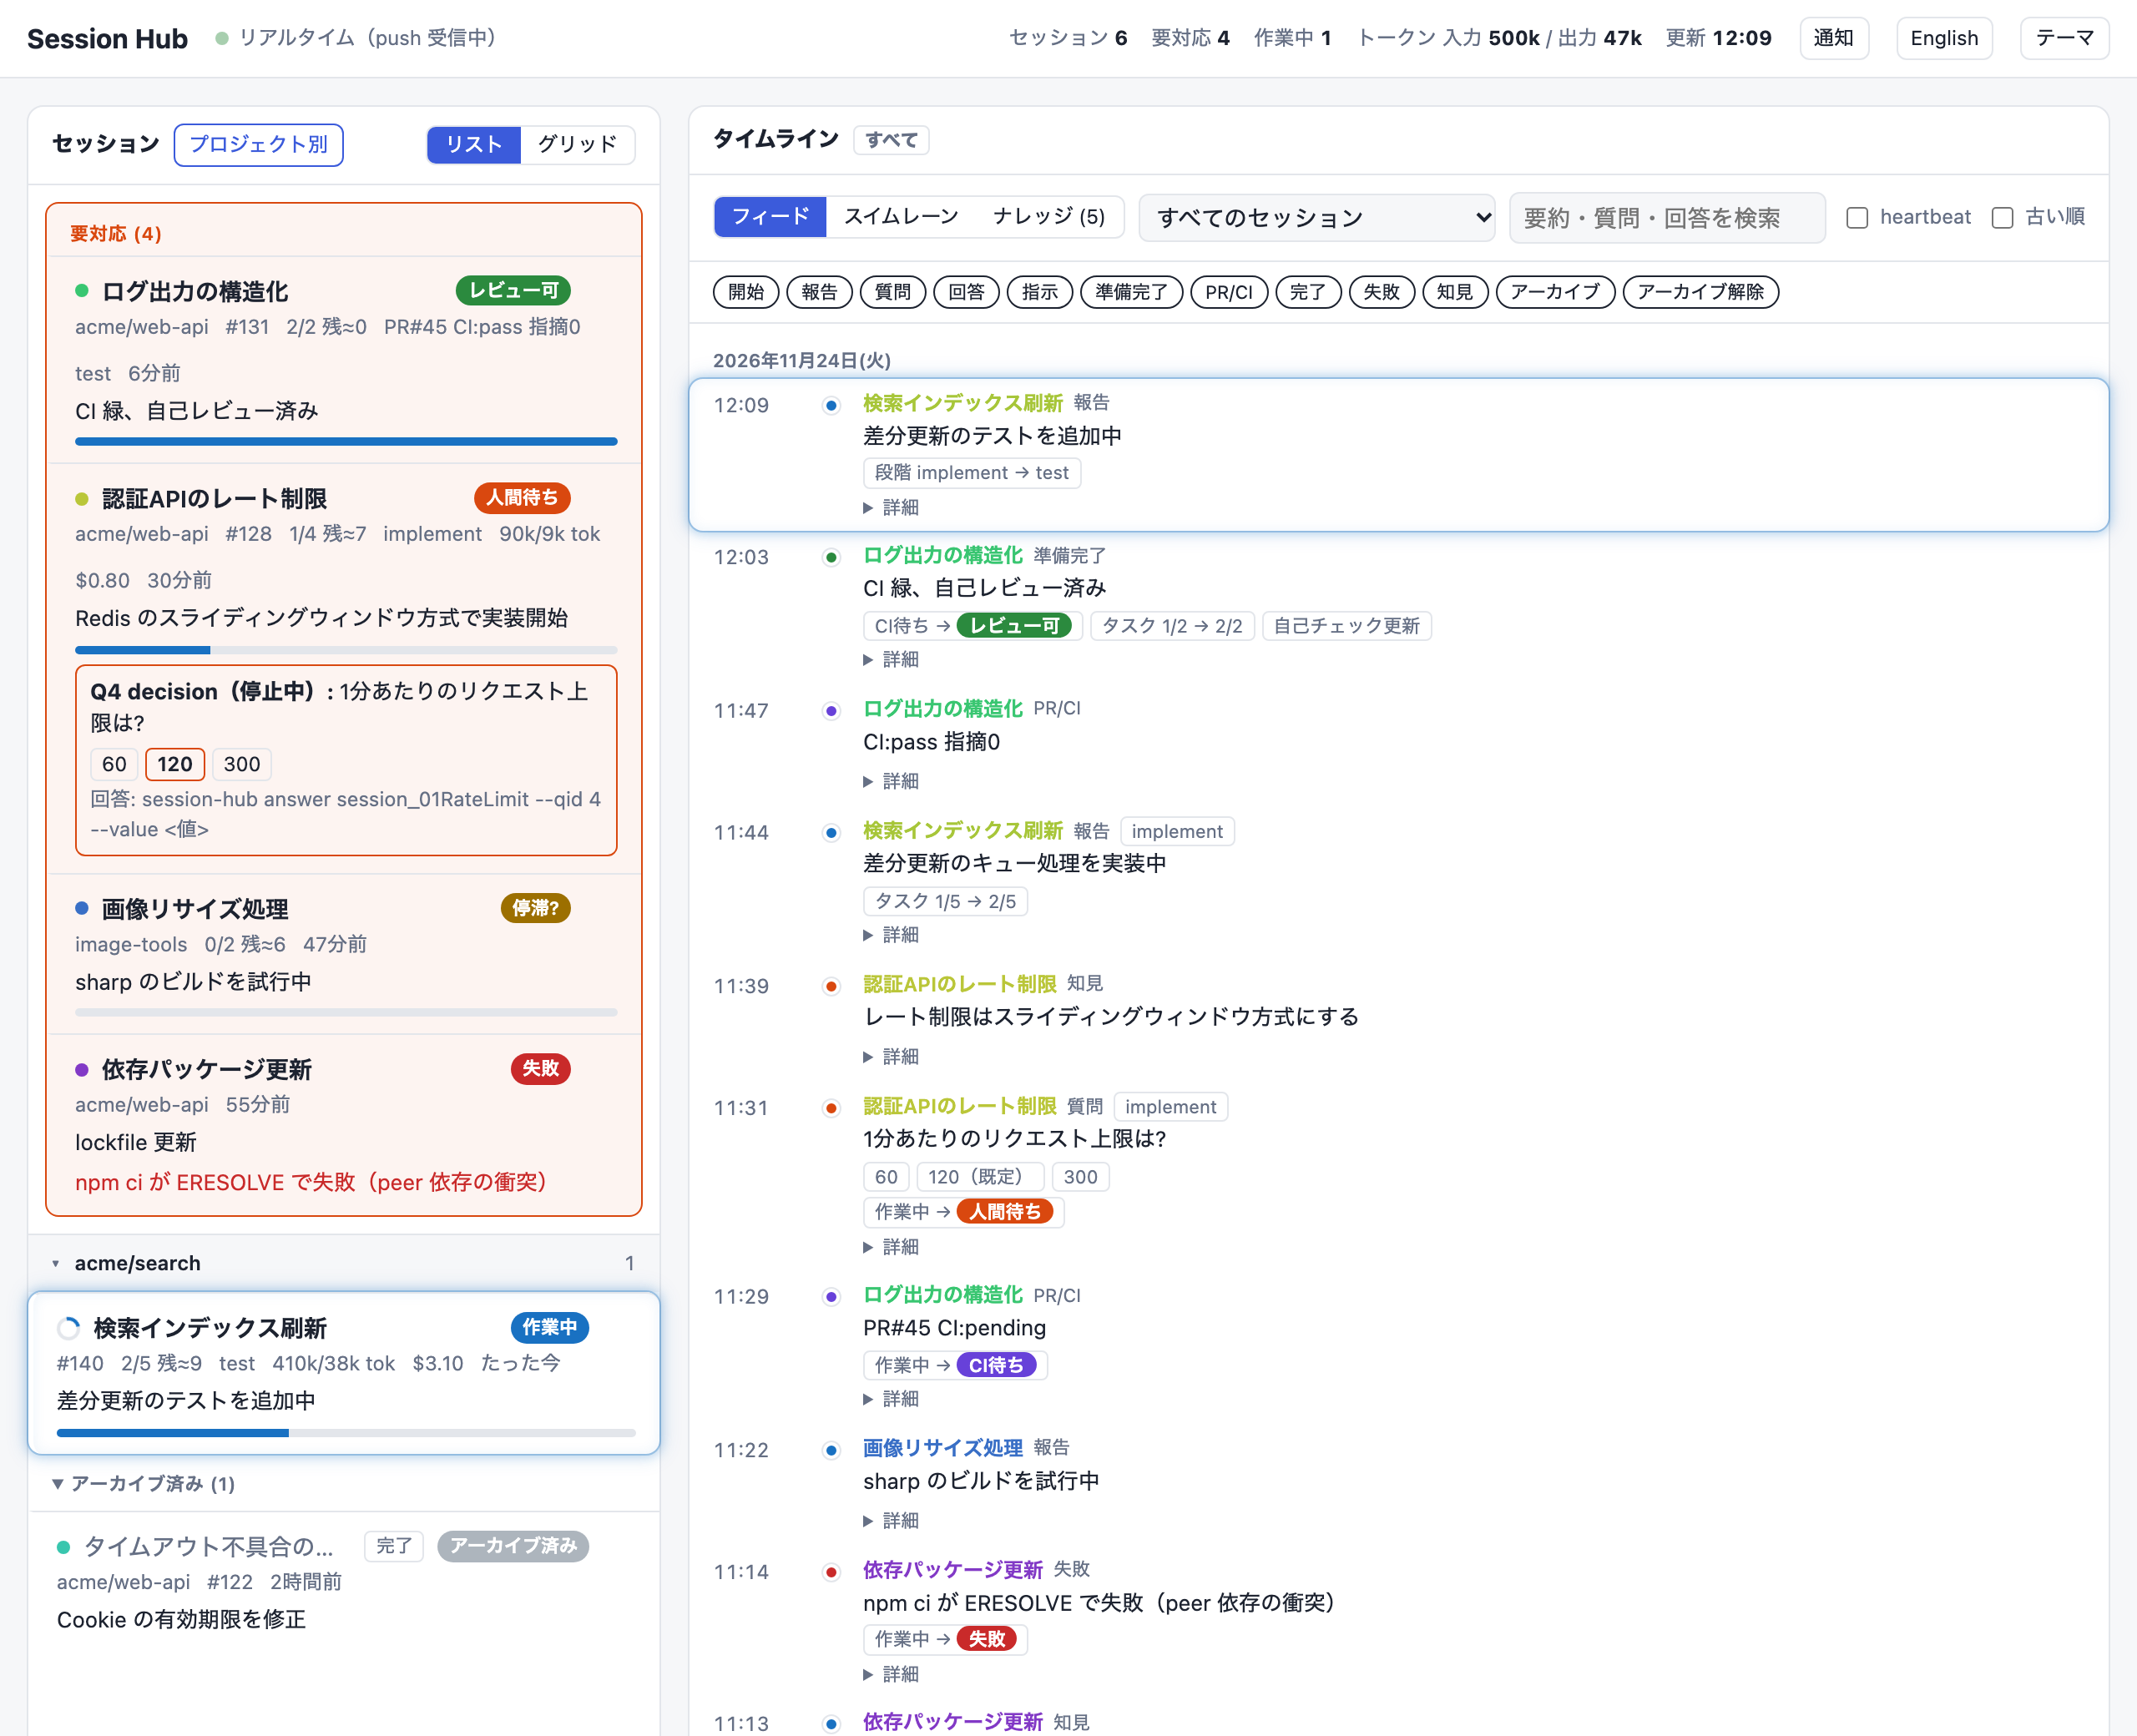 Session Hub
リアルタイム（push 受信中）
セッション 6 要対応 4 作業中 1 トークン 入力 500k / 出力 47k 更新 12:09
通知
English
テーマ
セッション
プロジェクト別
リスト
グリッド
要対応 (4)
ログ出力の構造化
レビュー可
acme/web-api #131 2/2 残≈0 PR#45 CI:pass 指摘0
test 6分前
CI 緑、自己レビュー済み
認証APIのレート制限
人間待ち
acme/web-api #128 1/4 残≈7 implement 90k/9k tok
$0.80 30分前
Redis のスライディングウィンドウ方式で実装開始
Q4 decision（停止中）: 1分あたりのリクエスト上
限は?
60 120 300
回答: session-hub answer session_01RateLimit --qid 4
--value <値>
画像リサイズ処理
停滞?
image-tools 0/2 残≈6 47分前
sharp のビルドを試行中
依存パッケージ更新
失敗
acme/web-api 55分前
lockfile 更新
npm ci が ERESOLVE で失敗（peer 依存の衝突）
▾ acme/search 1
検索インデックス刷新
作業中
#140 2/5 残≈9 test 410k/38k tok $3.10 たった今
差分更新のテストを追加中
▼ アーカイブ済み (1)
タイムアウト不具合の…
完了
アーカイブ済み
acme/web-api #122 2時間前
Cookie の有効期限を修正
タイムライン
すべて
フィード スイムレーン ナレッジ (5)
すべてのセッション
要約・質問・回答を検索
heartbeat
古い順
開始 報告 質問 回答 指示 準備完了 PR/CI 完了 失敗 知見 アーカイブ アーカイブ解除
2026年11月24日(火)
12:09 検索インデックス刷新 報告
差分更新のテストを追加中
段階 implement → test
▶ 詳細
12:03 ログ出力の構造化 準備完了
CI 緑、自己レビュー済み
CI待ち → レビュー可 タスク 1/2 → 2/2 自己チェック更新
▶ 詳細
11:47 ログ出力の構造化 PR/CI
CI:pass 指摘0
▶ 詳細
11:44 検索インデックス刷新 報告 implement
差分更新のキュー処理を実装中
タスク 1/5 → 2/5
▶ 詳細
11:39 認証APIのレート制限 知見
レート制限はスライディングウィンドウ方式にする
▶ 詳細
11:31 認証APIのレート制限 質問 implement
1分あたりのリクエスト上限は?
60 120（既定） 300
作業中 → 人間待ち
▶ 詳細
11:29 ログ出力の構造化 PR/CI
PR#45 CI:pending
作業中 → CI待ち
▶ 詳細
11:22 画像リサイズ処理 報告
sharp のビルドを試行中
▶ 詳細
11:14 依存パッケージ更新 失敗
npm ci が ERESOLVE で失敗（peer 依存の衝突）
作業中 → 失敗
▶ 詳細
11:13 依存パッケージ更新 知見